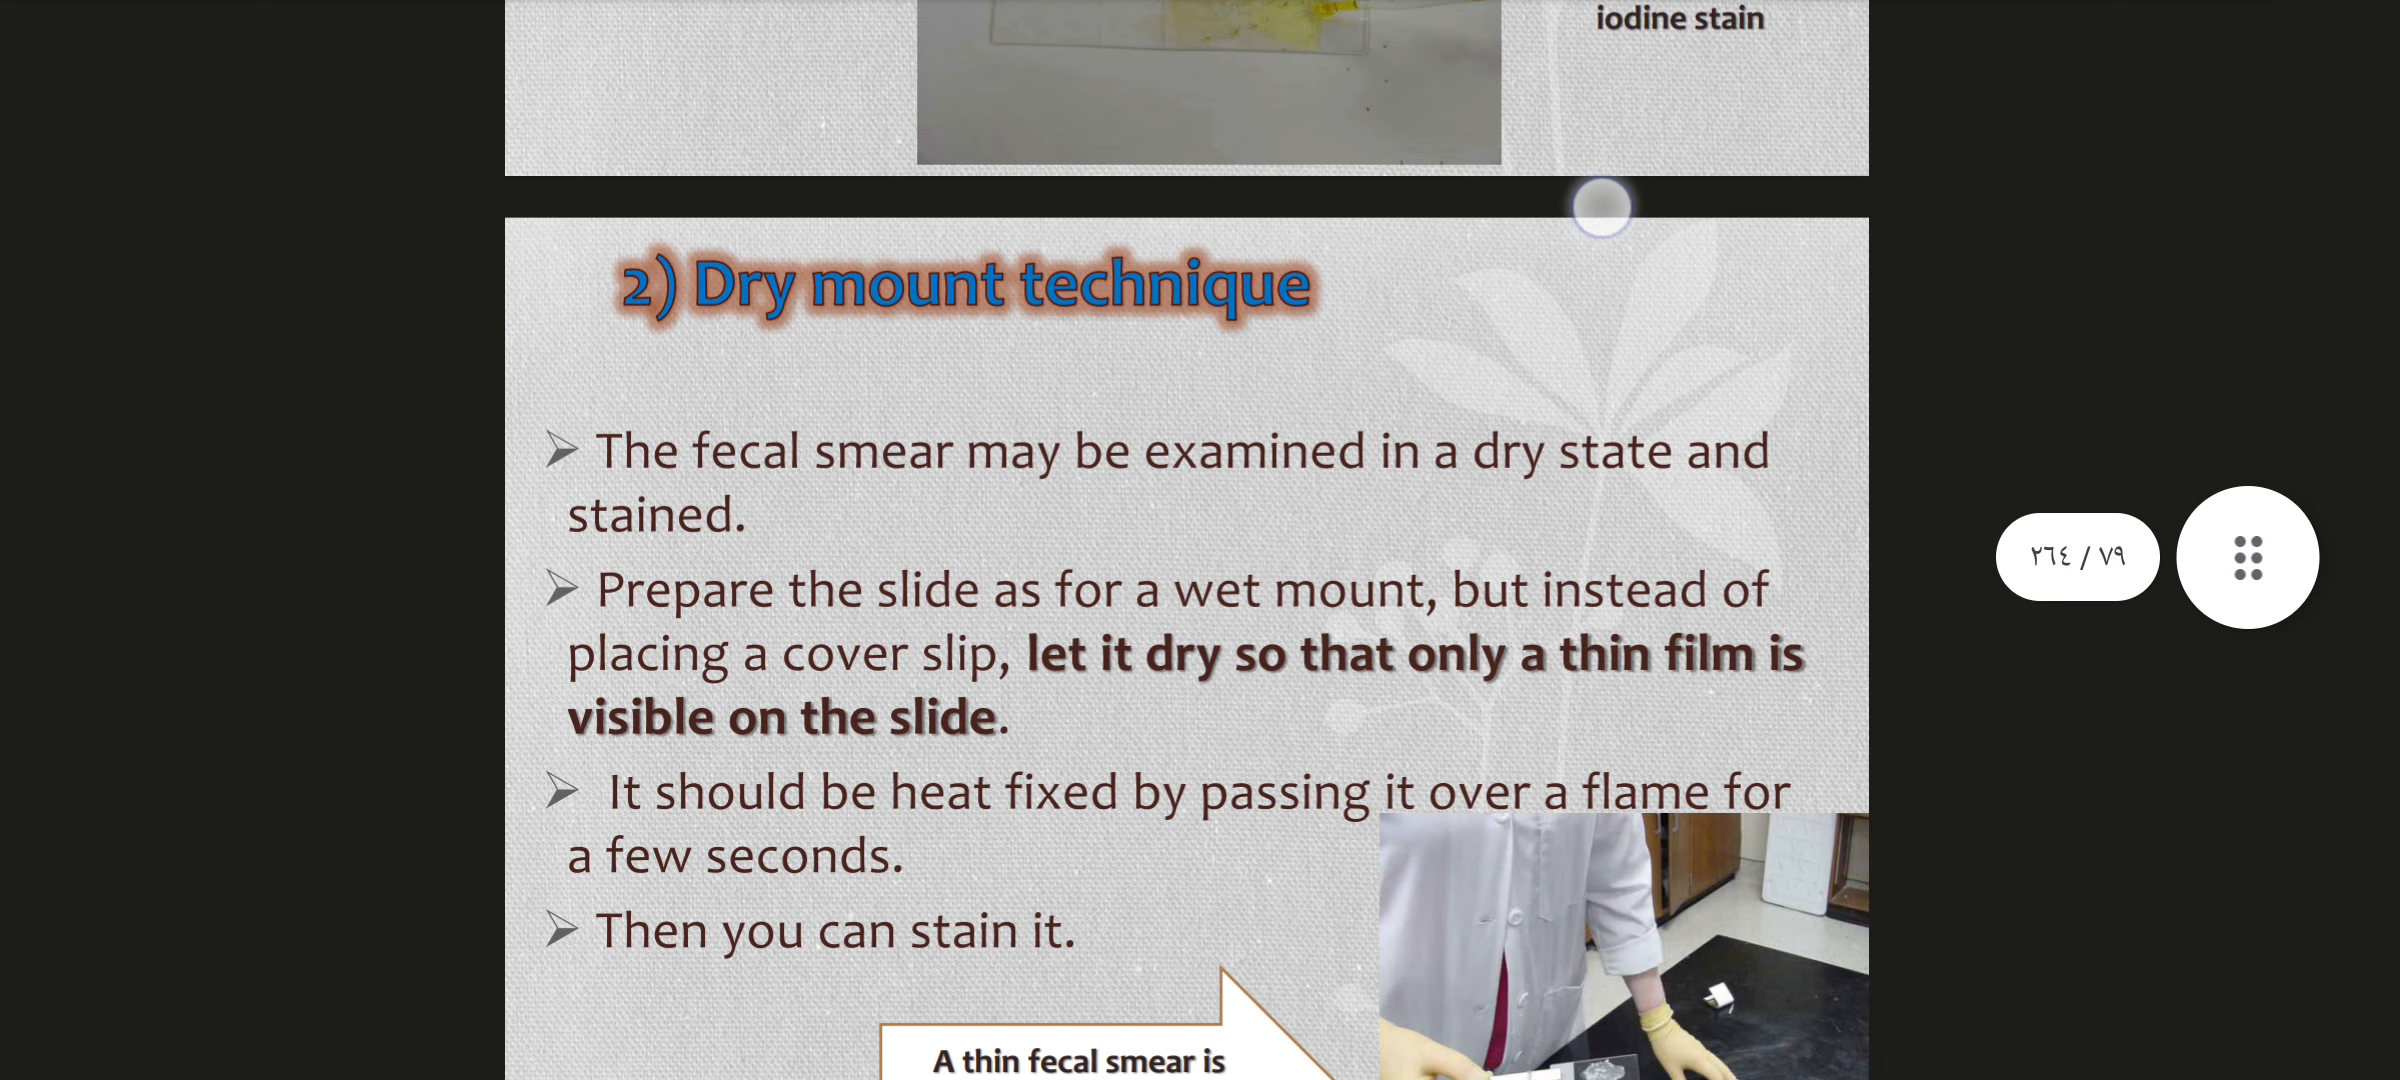 iodine stain
2) Dry mount technique
➢ The fecal smear may be examined in a dry state and
stained.
➢ Prepare the slide as for a wet mount, but instead of
placing a cover slip, let it dry so that only a thin film is
visible on the slide.
➢ It should be heat fixed by passing it over a flame for
a few seconds.
➢ Then you can stain it.
A thin fecal smear is
٧٩ / ٢٦٤